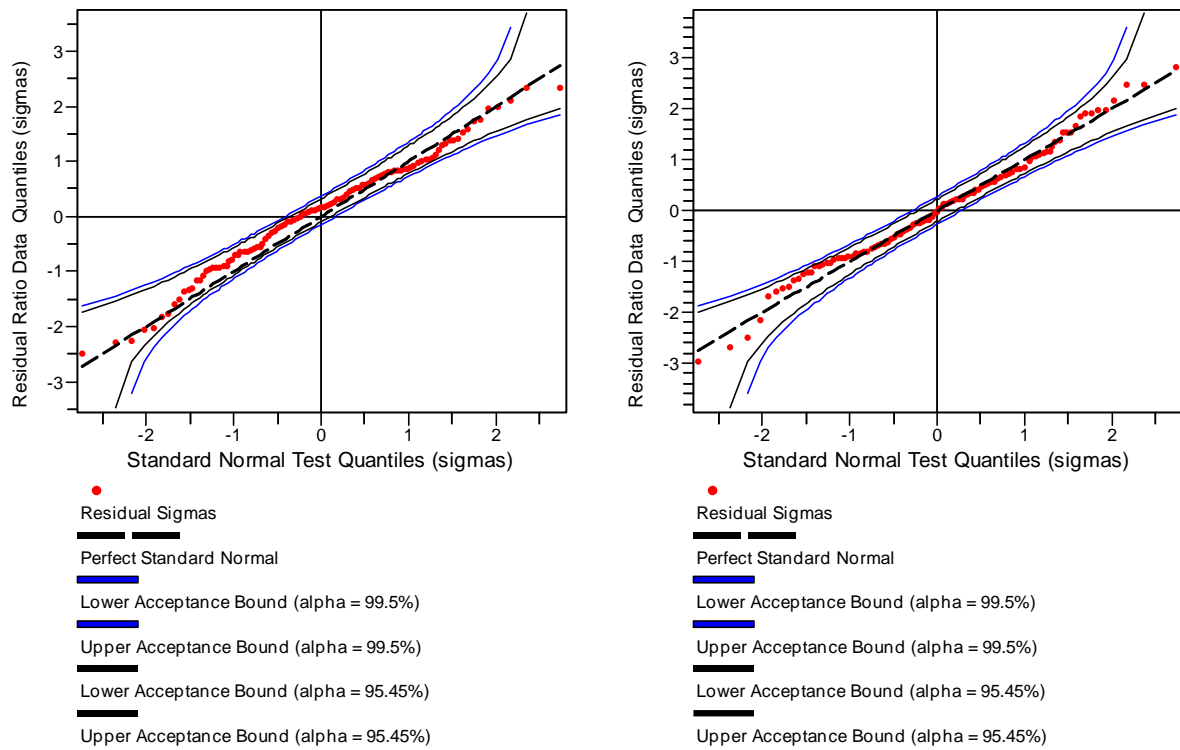 Residual Ratio Data Quantiles (sigmas)
3
2
1
0
-1
-2
-3
-2
-1
0
1
2
Standard Normal Test Quantiles (sigmas)
Residual Sigmas
Perfect Standard Normal
Lower Acceptance Bound (alpha = 99.5%)
Upper Acceptance Bound (alpha = 99.5%)
Lower Acceptance Bound (alpha = 95.45%)
Upper Acceptance Bound (alpha = 95.45%)
Residual Ratio Data Quantiles (sigmas)
3
2
1
0
-1
-2
-3
-2
-1
0
1
2
Standard Normal Test Quantiles (sigmas)
Residual Sigmas
Perfect Standard Normal
Lower Acceptance Bound (alpha = 99.5%)
Upper Acceptance Bound (alpha = 99.5%)
Lower Acceptance Bound (alpha = 95.45%)
Upper Acceptance Bound (alpha = 95.45%)